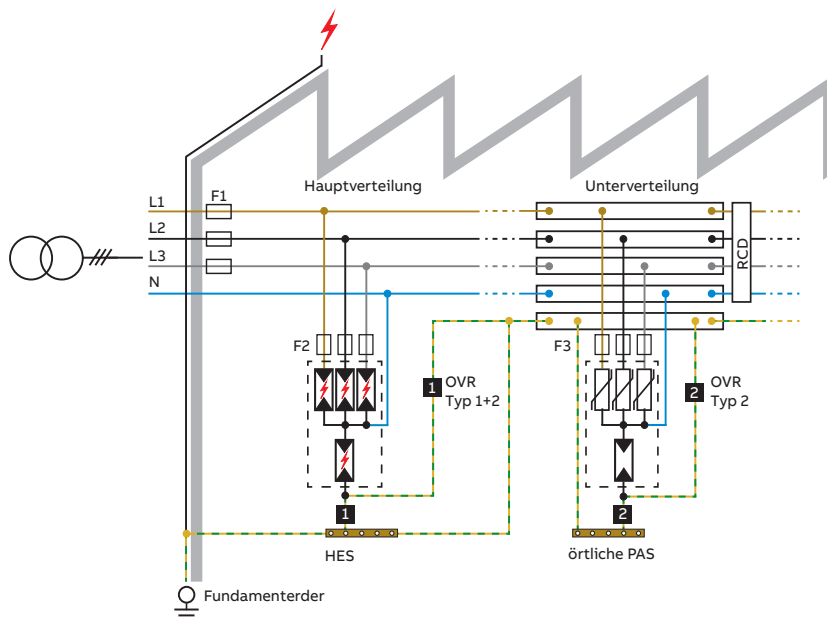 Hauptverteilung
Unterverteilung
L1
F1
L2
L3
N
RCD
F2
F3
1
OVR
Typ 1+2
2
OVR
Typ 2
1
2
HES
örtliche PAS
Fundamenterder